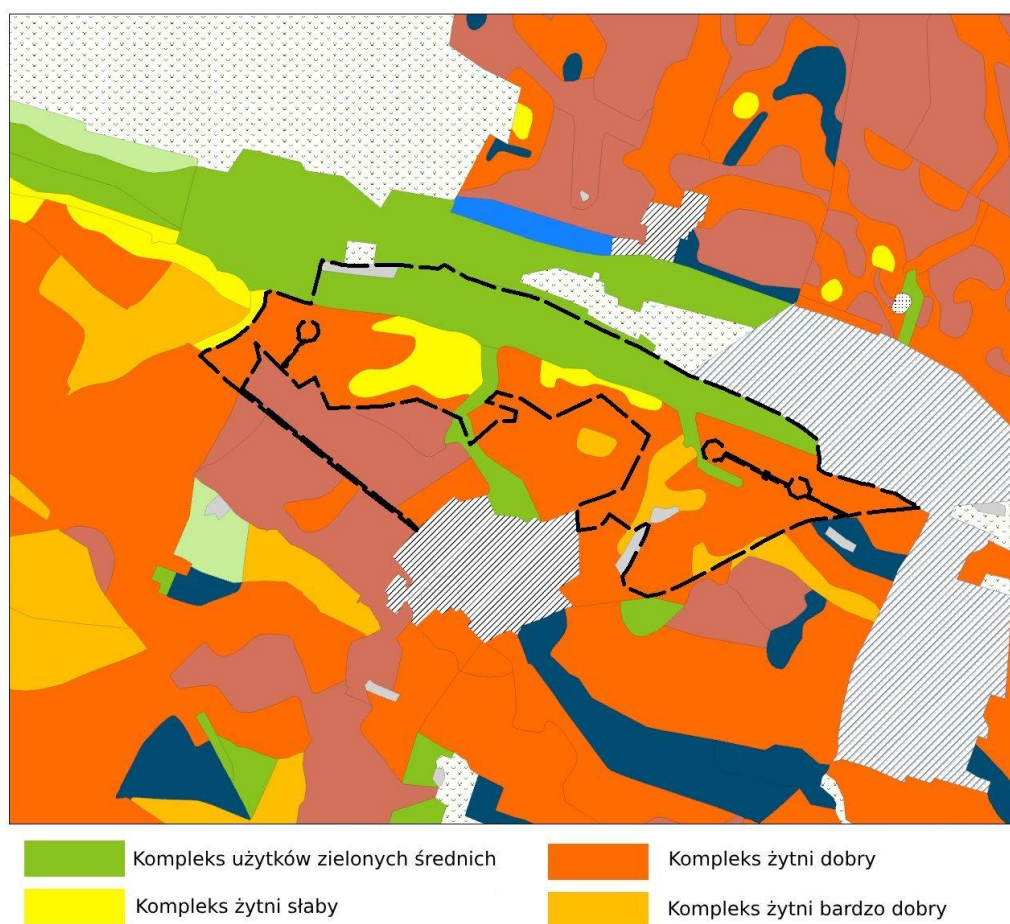 Kompleks użytków zielonych średnich
Kompleks żytni dobry
Kompleks żytni słaby
Kompleks żytni bardzo dobry